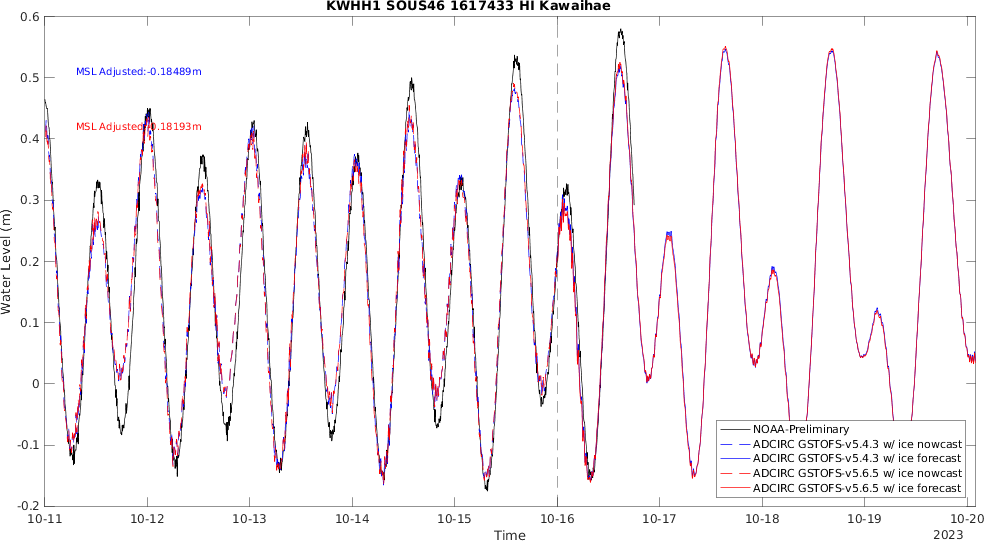 KWHH1 SOUS46 1617433 HI Kawaihae
0.6
0.5
0.4
0.3
0.2
0.1
0
-0.1
-0.2
Water Level (m)
MSL Adjusted:-0.18489m
MSL Adjusted:-0.18193m
NOAA-Preliminary
ADCIRC GSTOFS-v5.4.3 w/ ice nowcast
ADCIRC GSTOFS-v5.4.3 w/ ice forecast
ADCIRC GSTOFS-v5.6.5 w/ ice nowcast
ADCIRC GSTOFS-v5.6.5 w/ ice forecast
10-11 10-12 10-13 10-14 10-15 10-16 10-17 10-18 10-19 10-20
Time
2023